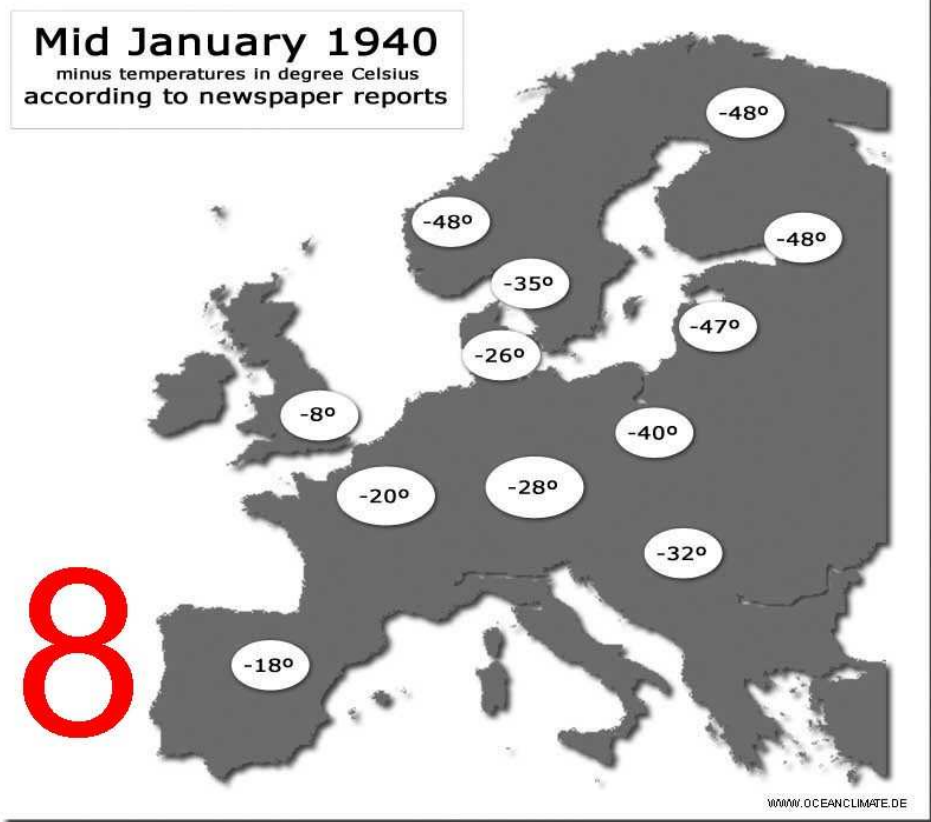 Mid January 1940
minus temperatures in degree Celsius
according to newspaper reports
-48º
-48º
-48º
-35º
-47º
-26º
-8º
-40º
-20º
-28º
-32º
8
-18º
WWW.OCEANCLIMATE.DE